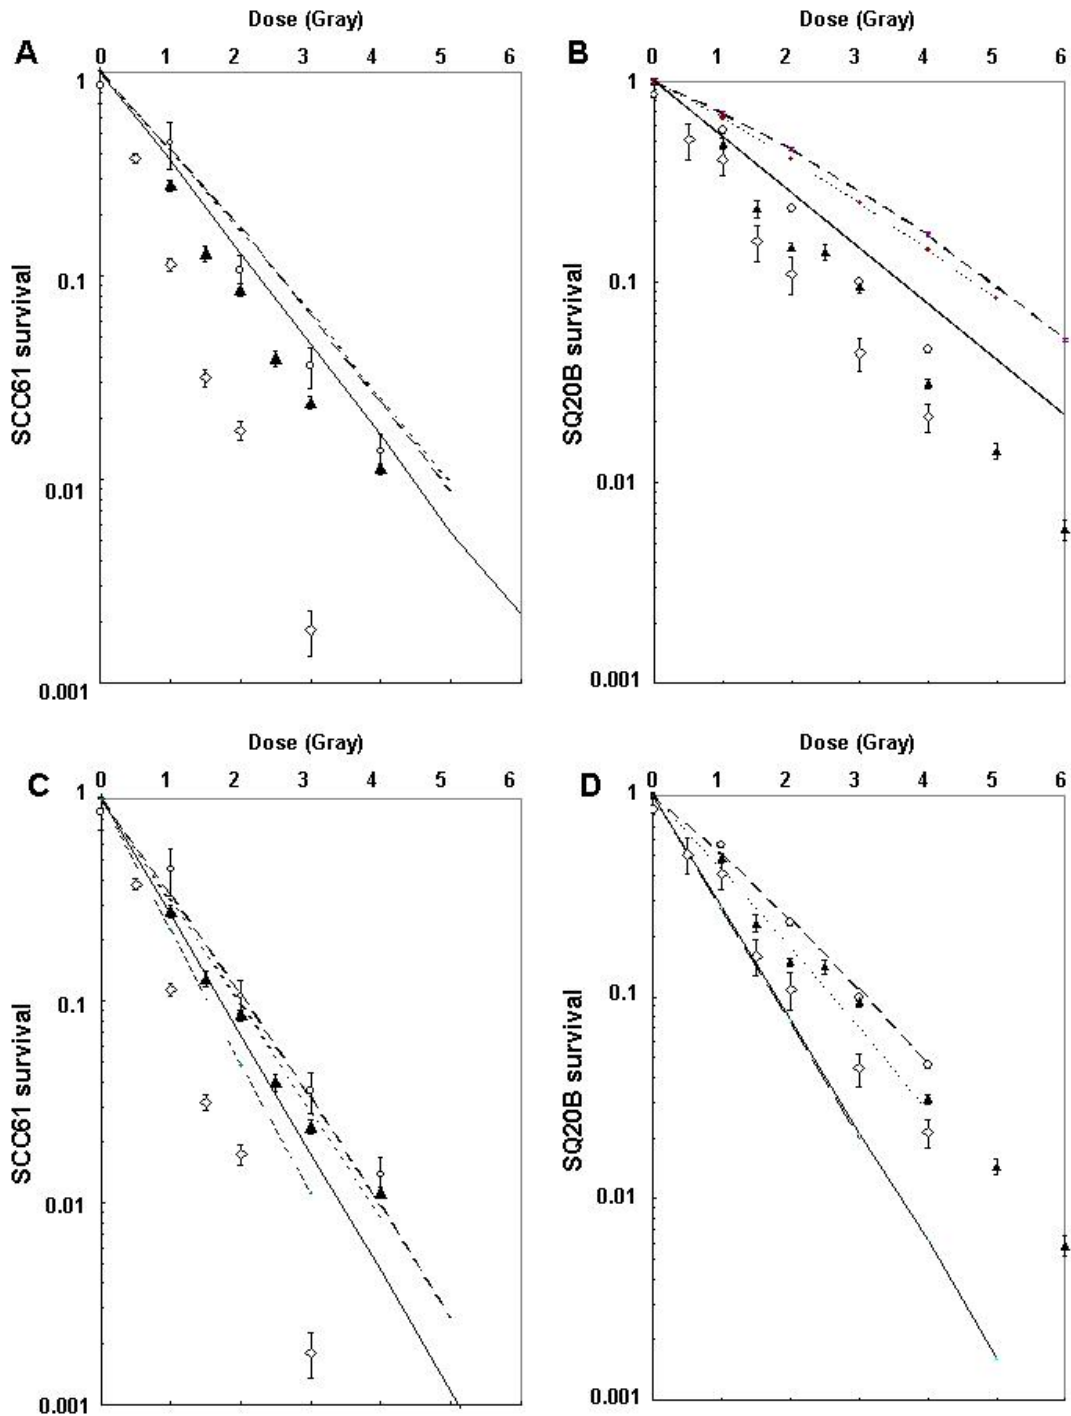 Dose (Gray)
Dose (Gray)
A
0 1 2 3 4 5 6
B
0 1 2 3 4 5 6
1
0.1
0.01
0.001
SCC61 survival
1
0.1
0.01
0.001
SQ20B survival
Dose (Gray)
Dose (Gray)
C
0 1 2 3 4 5 6
D
0 1 2 3 4 5 6
1
0.1
0.01
0.001
SCC61 survival
1
0.1
0.01
0.001
SQ20B survival